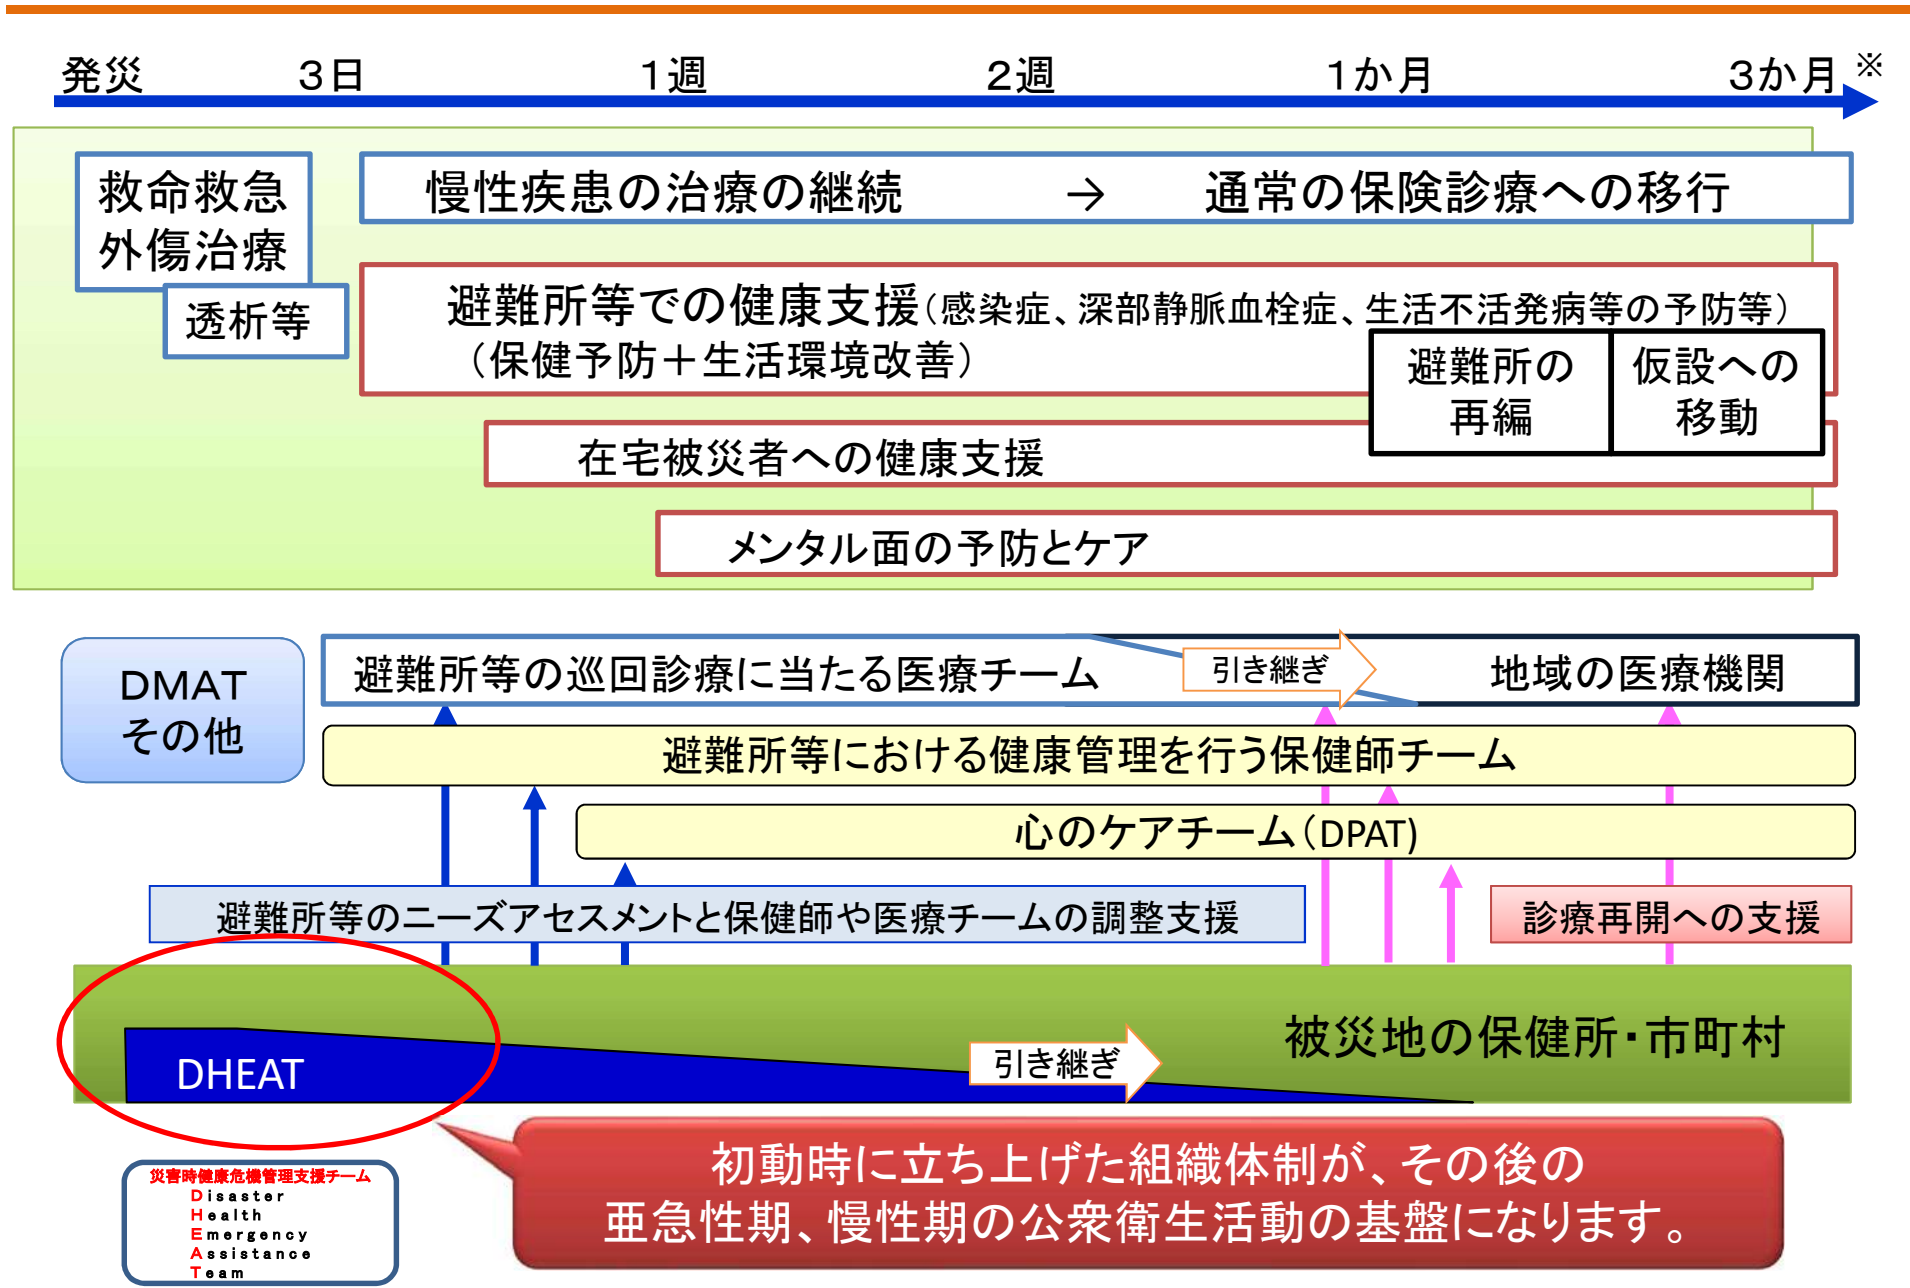 発災 3日 1週 2週 1か月 3か月 ※
救命救急
外傷治療
慢性疾患の治療の継続 → 通常の保険診療への移行
透析等
避難所等での健康支援(感染症、深部静脈血栓症、生活不活発病等の予防等)
(保健予防＋生活環境改善)
避難所の
再編
仮設への
移動
在宅被災者への健康支援
メンタル面の予防とケア
DMAT
その他
避難所等の巡回診療に当たる医療チーム
引き継ぎ
地域の医療機関
避難所等における健康管理を行う保健師チーム
心のケアチーム(DPAT)
避難所等のニーズアセスメントと保健師や医療チームの調整支援
診療再開への支援
DHEAT
引き継ぎ
被災地の保健所・市町村
災害時健康危機管理支援チーム
Disaster
Health
Emergency
Assistance
Team
初動時に立ち上げた組織体制が、その後の
亜急性期、慢性期の公衆衛生活動の基盤になります。